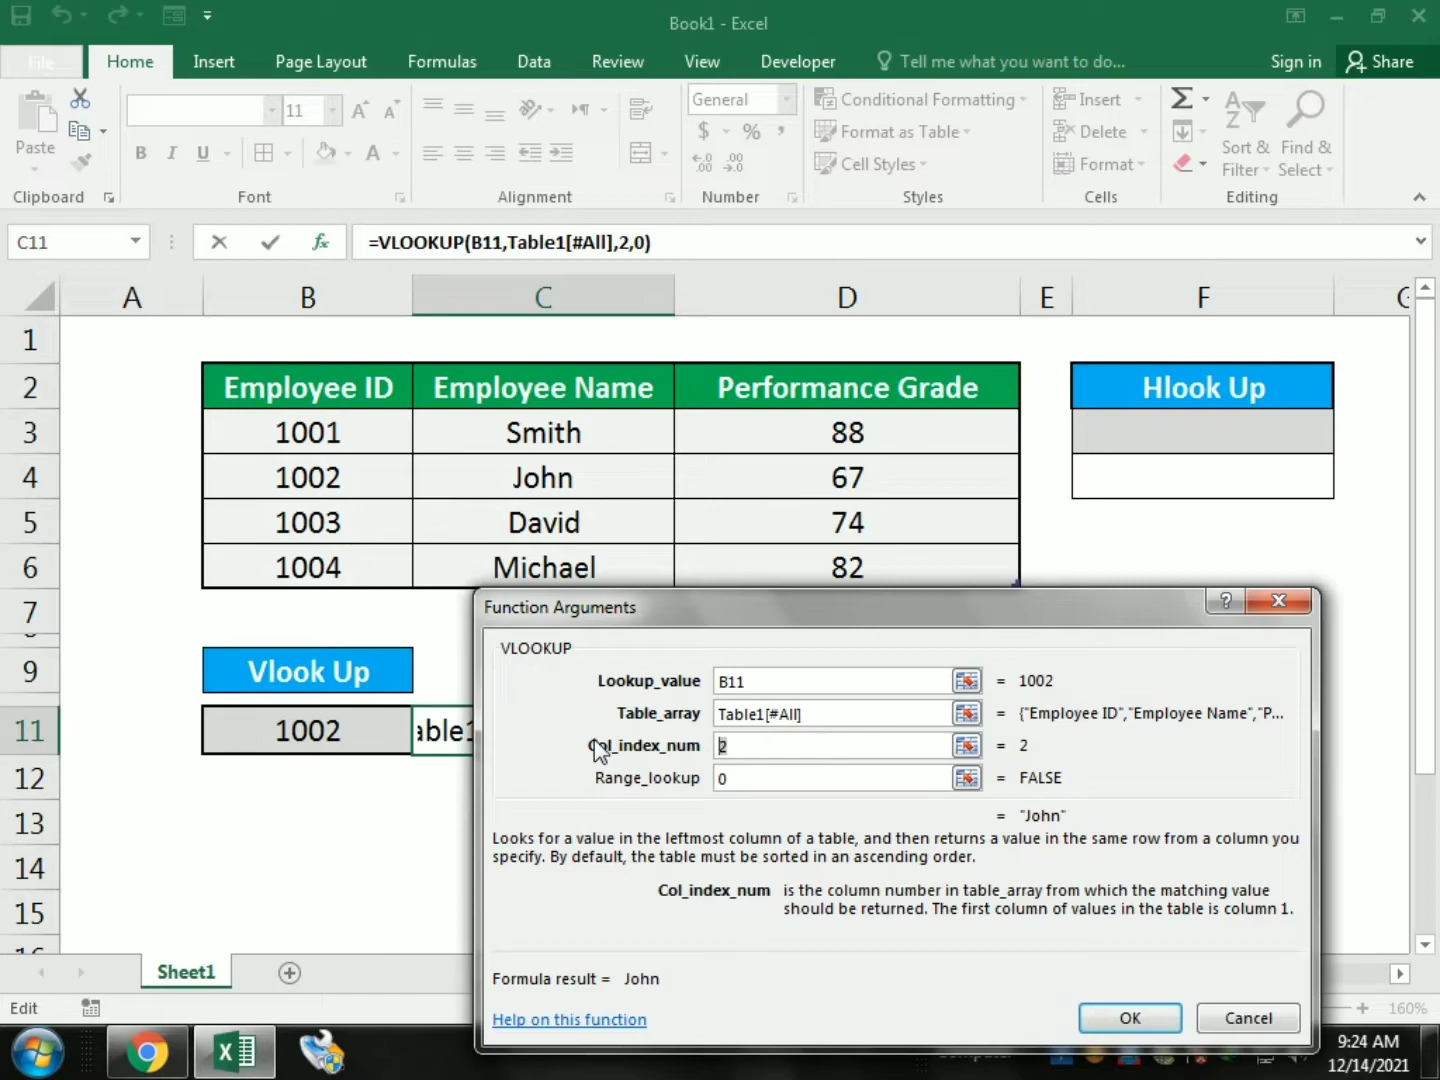 Book1 - Excel
File Home Insert Page Layout Formulas Data Review View Developer Tell me what you want to do... Sign in Share
Paste
11
General
Conditional Formatting
Format as Table
Cell Styles
Insert
Delete
Format
Sort & Filter
Find & Select
Clipboard Font Alignment Number Styles Cells Editing
C11 fx =VLOOKUP(B11,Table1[#All],2,0)
A B C D E F G
1
2 Employee ID Employee Name Performance Grade Hlook Up
3 1001 Smith 88
4 1002 John 67
5 1003 David 74
6 1004 Michael 82
7
9 Vlook Up
11 1002 able1
12
13
14
15
16
Function Arguments
VLOOKUP
Lookup_value B11 = 1002
Table_array Table1[#All] = {"Employee ID","Employee Name","P...
Col_index_num 2 = 2
Range_lookup 0 = FALSE
= "John"
Looks for a value in the leftmost column of a table, and then returns a value in the same row from a column you
specify. By default, the table must be sorted in an ascending order.
Col_index_num is the column number in table_array from which the matching value
should be returned. The first column of values in the table is column 1.
Formula result = John
Help on this function OK Cancel
Sheet1
Edit 160%
Computer
9:24 AM
12/14/2021